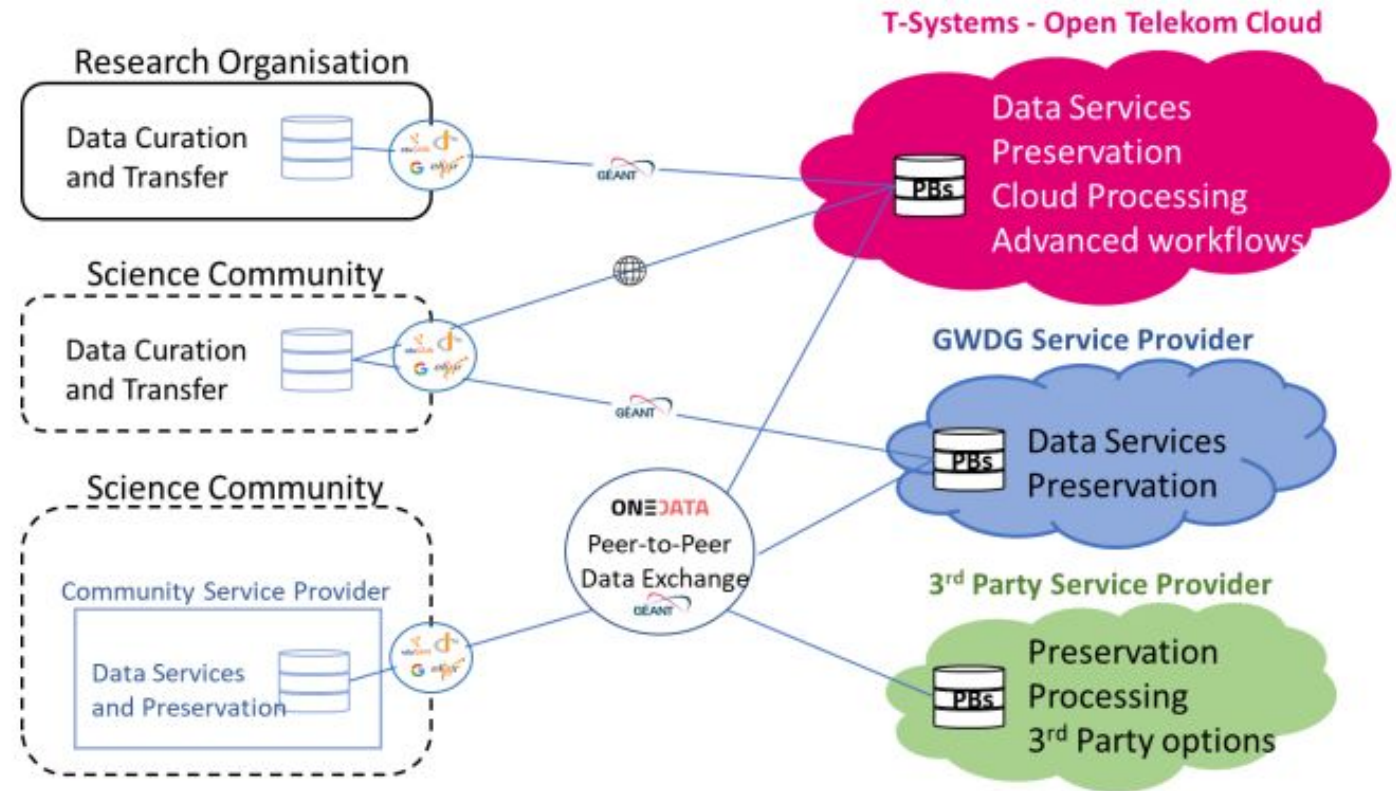 T-Systems - Open Telekom Cloud
Research Organisation
Data Curation
and Transfer
G
GÉANT
PBs
Data Services
Preservation
Cloud Processing
Advanced workflows
Science Community
Data Curation
and Transfer
G
GÉANT
GWDG Service Provider
PBs
Data Services
Preservation
Science Community
Community Service Provider
Data Services
and Preservation
G
ONEDATA
Peer-to-Peer
Data Exchange
GÉANT
3rd Party Service Provider
PBs
Preservation
Processing
3rd Party options